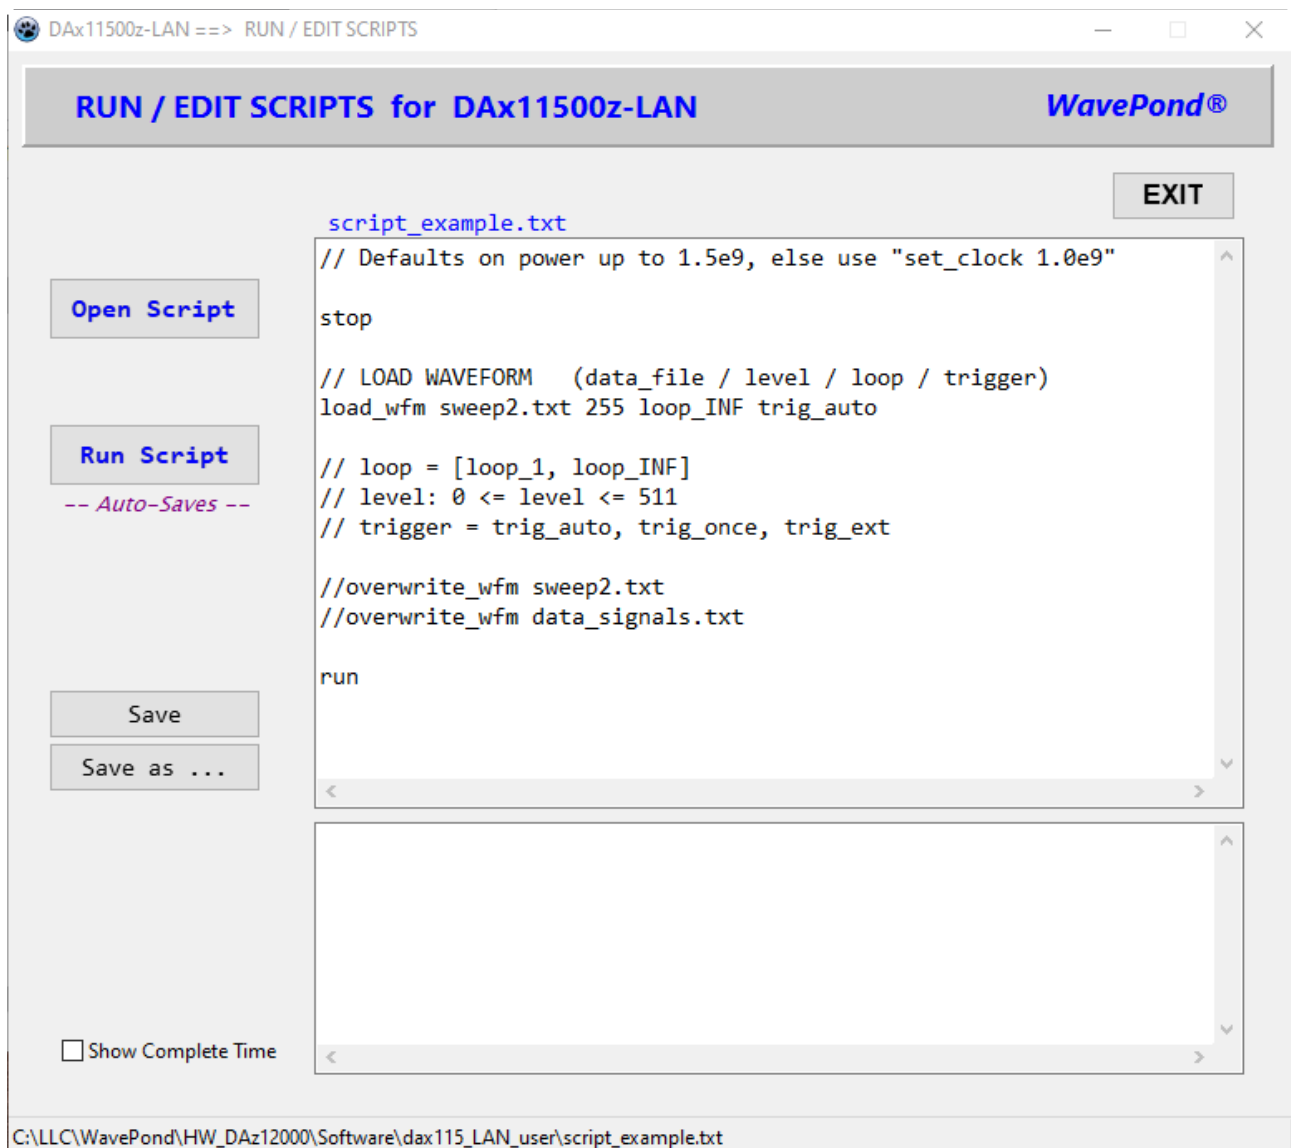 DAx11500z-LAN ==> RUN / EDIT SCRIPTS
RUN / EDIT SCRIPTS for DAx11500z-LAN
WavePond®
EXIT
script_example.txt
Open Script
Run Script
-- Auto-Saves --
Save
Save as ...
// Defaults on power up to 1.5e9, else use "set_clock 1.0e9"
stop
// LOAD WAVEFORM (data_file / level / loop / trigger)
load_wfm sweep2.txt 255 loop_INF trig_auto
// loop = [loop_1, loop_INF]
// level: 0 <= level <= 511
// trigger = trig_auto, trig_once, trig_ext
//overwrite_wfm sweep2.txt
//overwrite_wfm data_signals.txt
run
Show Complete Time
C:\LLC\WavePond\HW_DAz12000\Software\dax115_LAN_user\script_example.txt